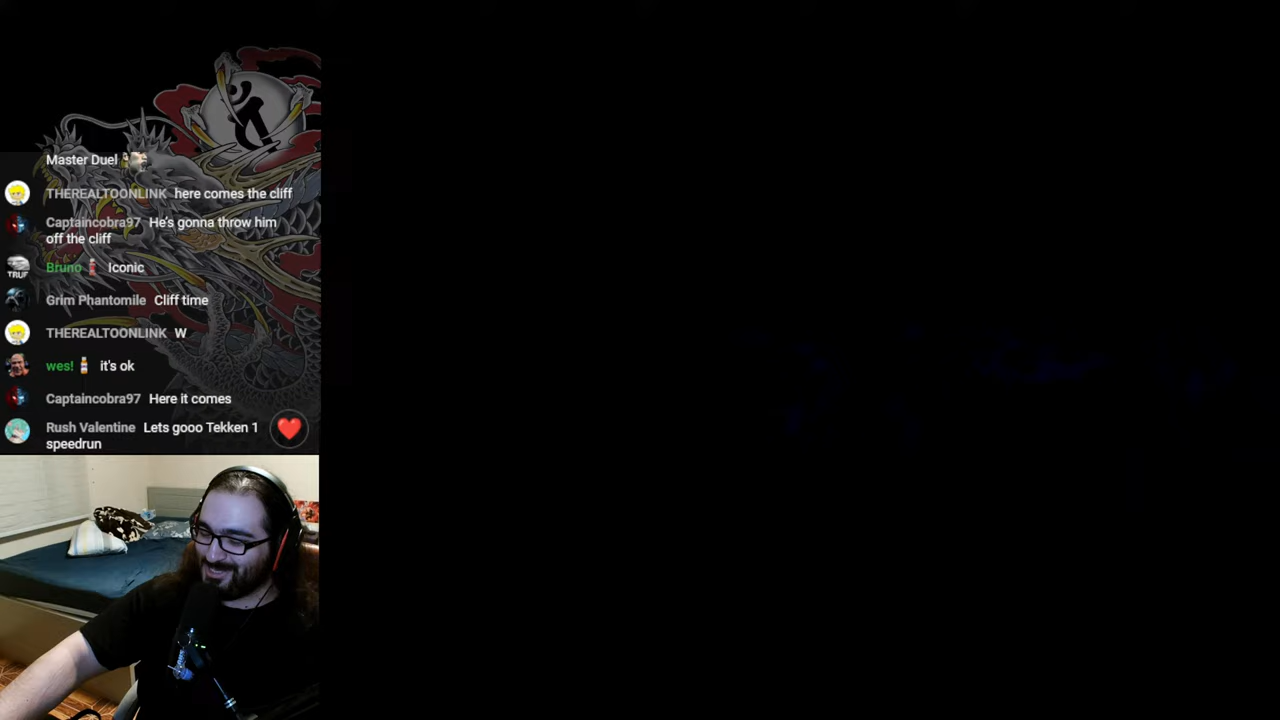 Master Duel
THEREALTOONLINK here comes the cliff
Captaincobra97 He's gonna throw him
off the cliff
TRUE
Bruno Iconic
Grim Phantomile Cliff time
THEREALTOONLINK W
wes! it's ok
Captaincobra97 Here it comes
Rush Valentine Lets gooo Tekken 1
speedrun